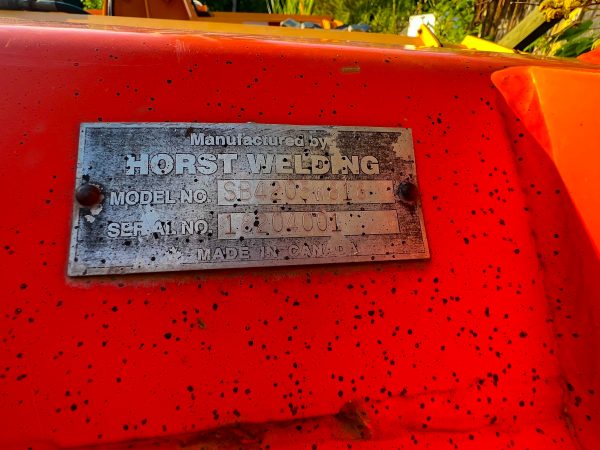 Manufactured by
HORST WELDING
MODEL NO.
SERIAL NO.
MADE IN CANADA